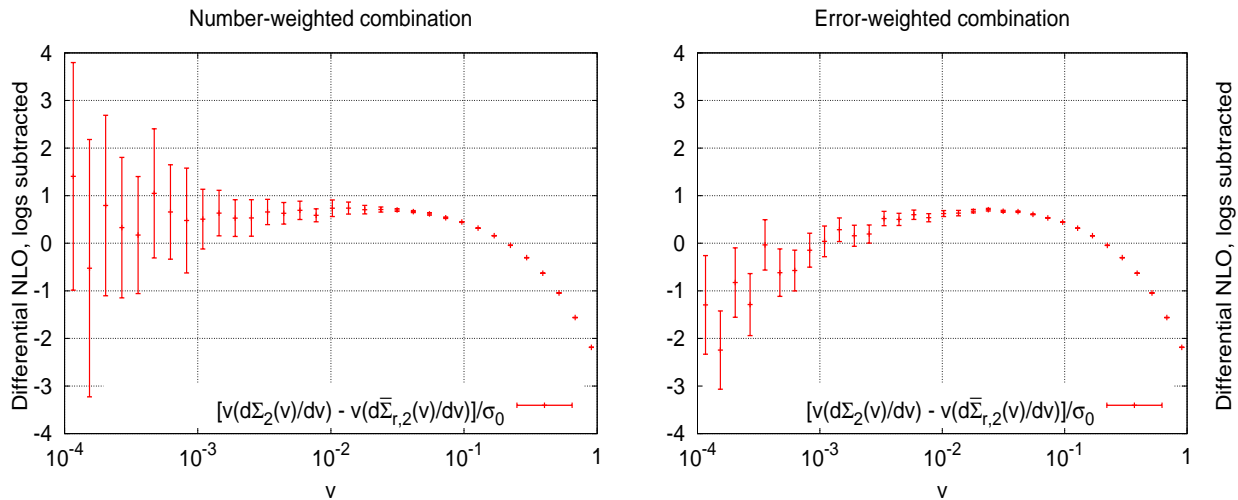 Number-weighted combination
Differential NLO, logs subtracted
4
3
2
1
0
-1
-2
-3
-4
[v(dΣ₂(v)/dv) - v(dΣ̅ᵣ,₂(v)/dv)]/σ₀
10⁻⁴ 10⁻³ 10⁻² 10⁻¹ 1
v
Error-weighted combination
4
3
2
1
0
-1
-2
-3
-4
[v(dΣ₂(v)/dv) - v(dΣ̅ᵣ,₂(v)/dv)]/σ₀
10⁻⁴ 10⁻³ 10⁻² 10⁻¹ 1
v
Differential NLO, logs subtracted